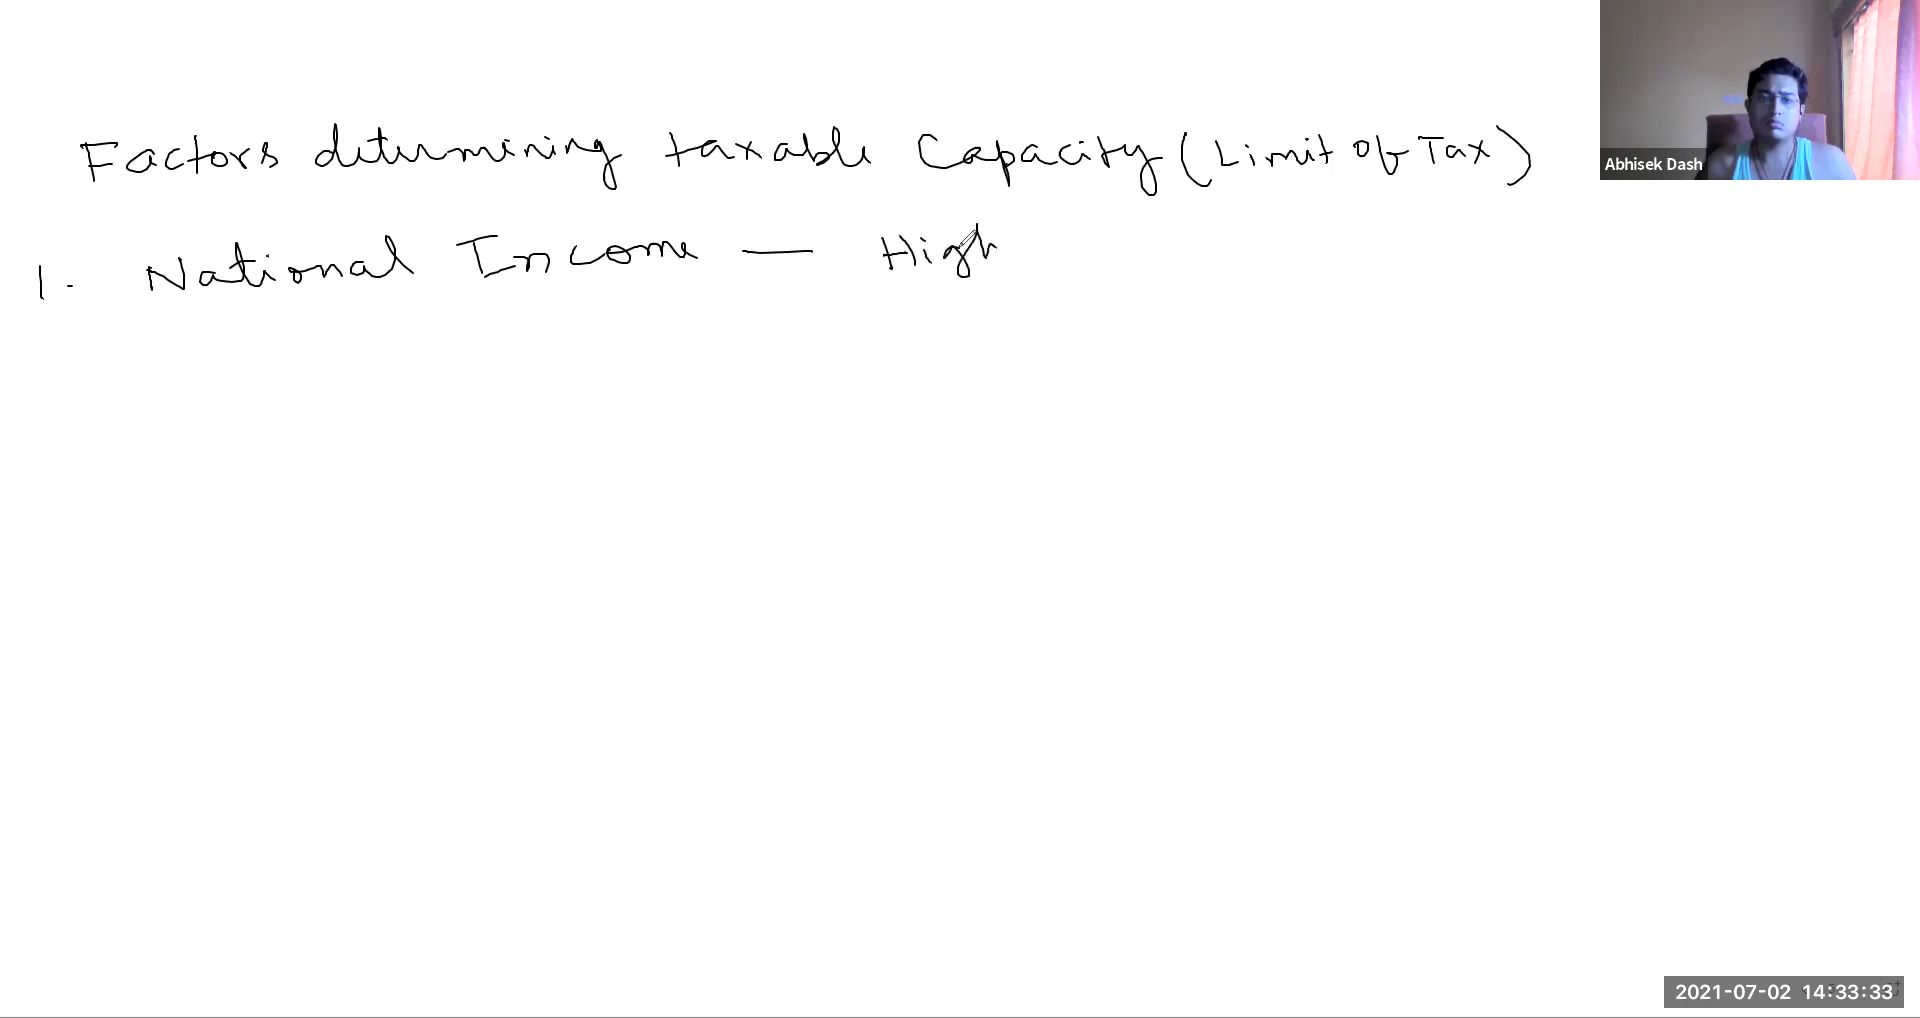 Factors determining taxable Capacity (Limit of Tax)
Abhisek Dash
1. National Income — High
2021-07-02 14:33:33